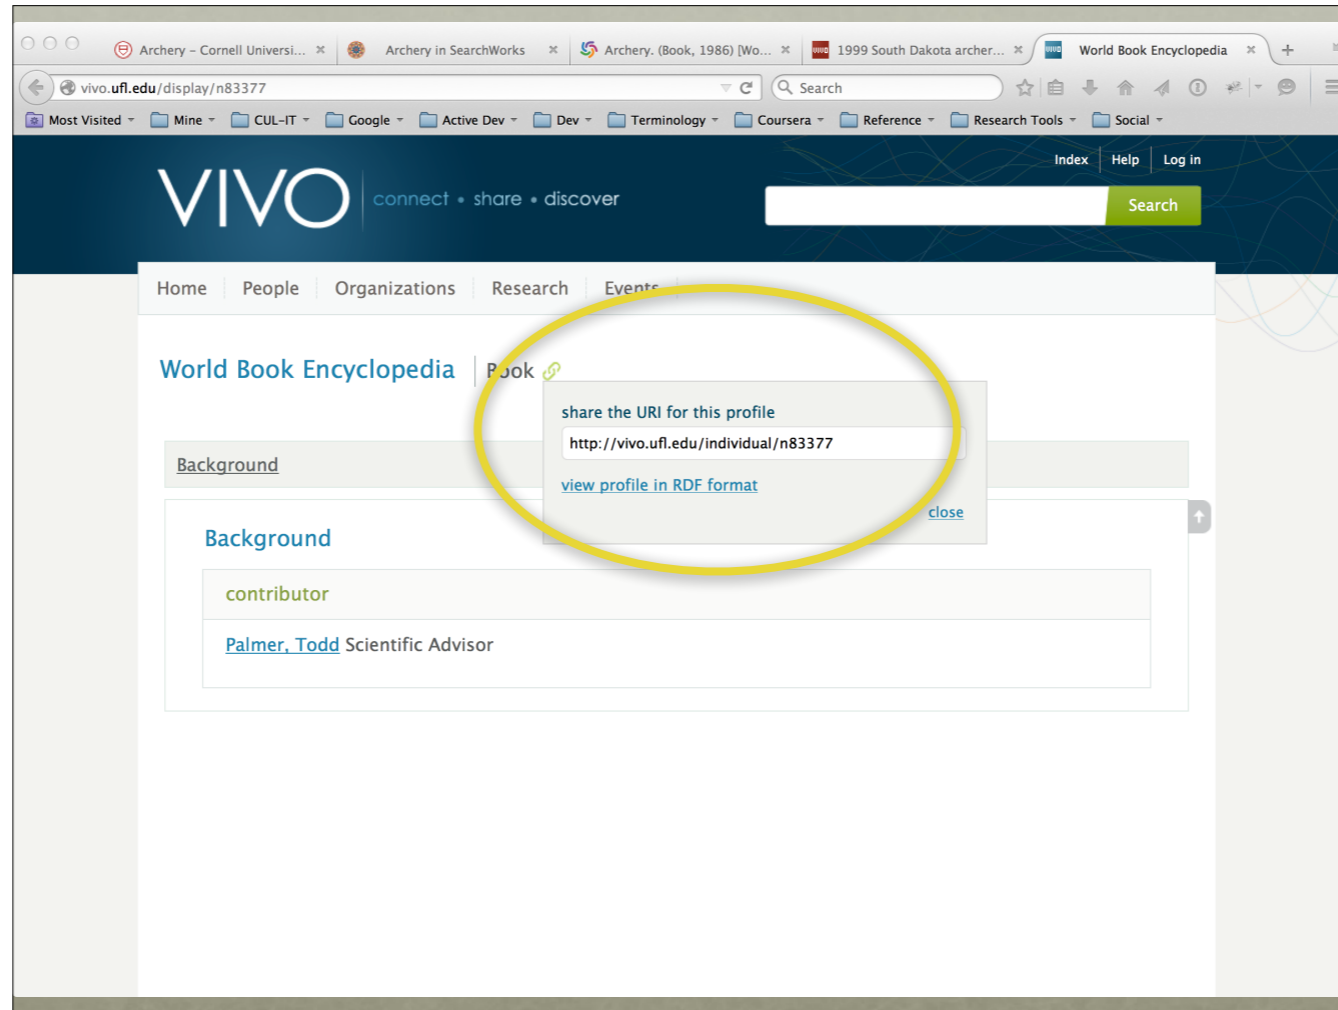 Archery – Cornell Universi...
Archery in SearchWorks
Archery. (Book, 1986) [Wo...
1999 South Dakota archer...
World Book Encyclopedia
vivo.ufl.edu/display/n83377
Search
Most Visited
Mine
CUL-IT
Google
Active Dev
Dev
Terminology
Coursera
Reference
Research Tools
Social
Index
Help
Log in
VIVO
connect • share • discover
Search
Home
People
Organizations
Research
Events
World Book Encyclopedia
Book
share the URI for this profile
http://vivo.ufl.edu/individual/n83377
view profile in RDF format
close
Background
Background
contributor
Palmer, Todd Scientific Advisor